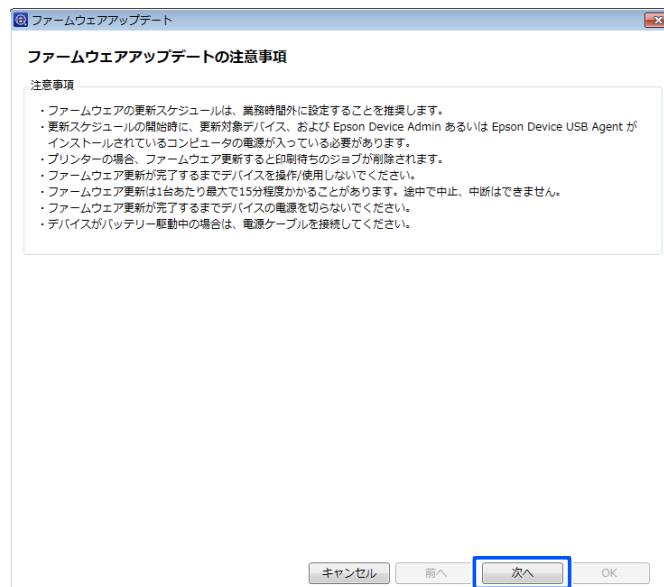 ファームウェアアップデート
ファームウェアアップデートの注意事項
注意事項
・ファームウェアの更新スケジュールは、業務時間外に設定することを推奨します。
・更新スケジュールの開始時に、更新対象デバイス、および Epson Device Admin あるいは Epson Device USB Agent が
インストールされているコンピュータの電源が入っている必要があります。
・プリンターの場合、ファームウェア更新すると印刷待ちのジョブが削除されます。
・ファームウェア更新が完了するまでデバイスを操作/使用しないでください。
・ファームウェア更新は1台あたり最大で15分程度かかることがあります。途中で中止、中断はできません。
・ファームウェア更新が完了するまでデバイスの電源を切らないでください。
・デバイスがバッテリー駆動中の場合は、電源ケーブルを接続してください。
キャンセル 前へ 次へ OK